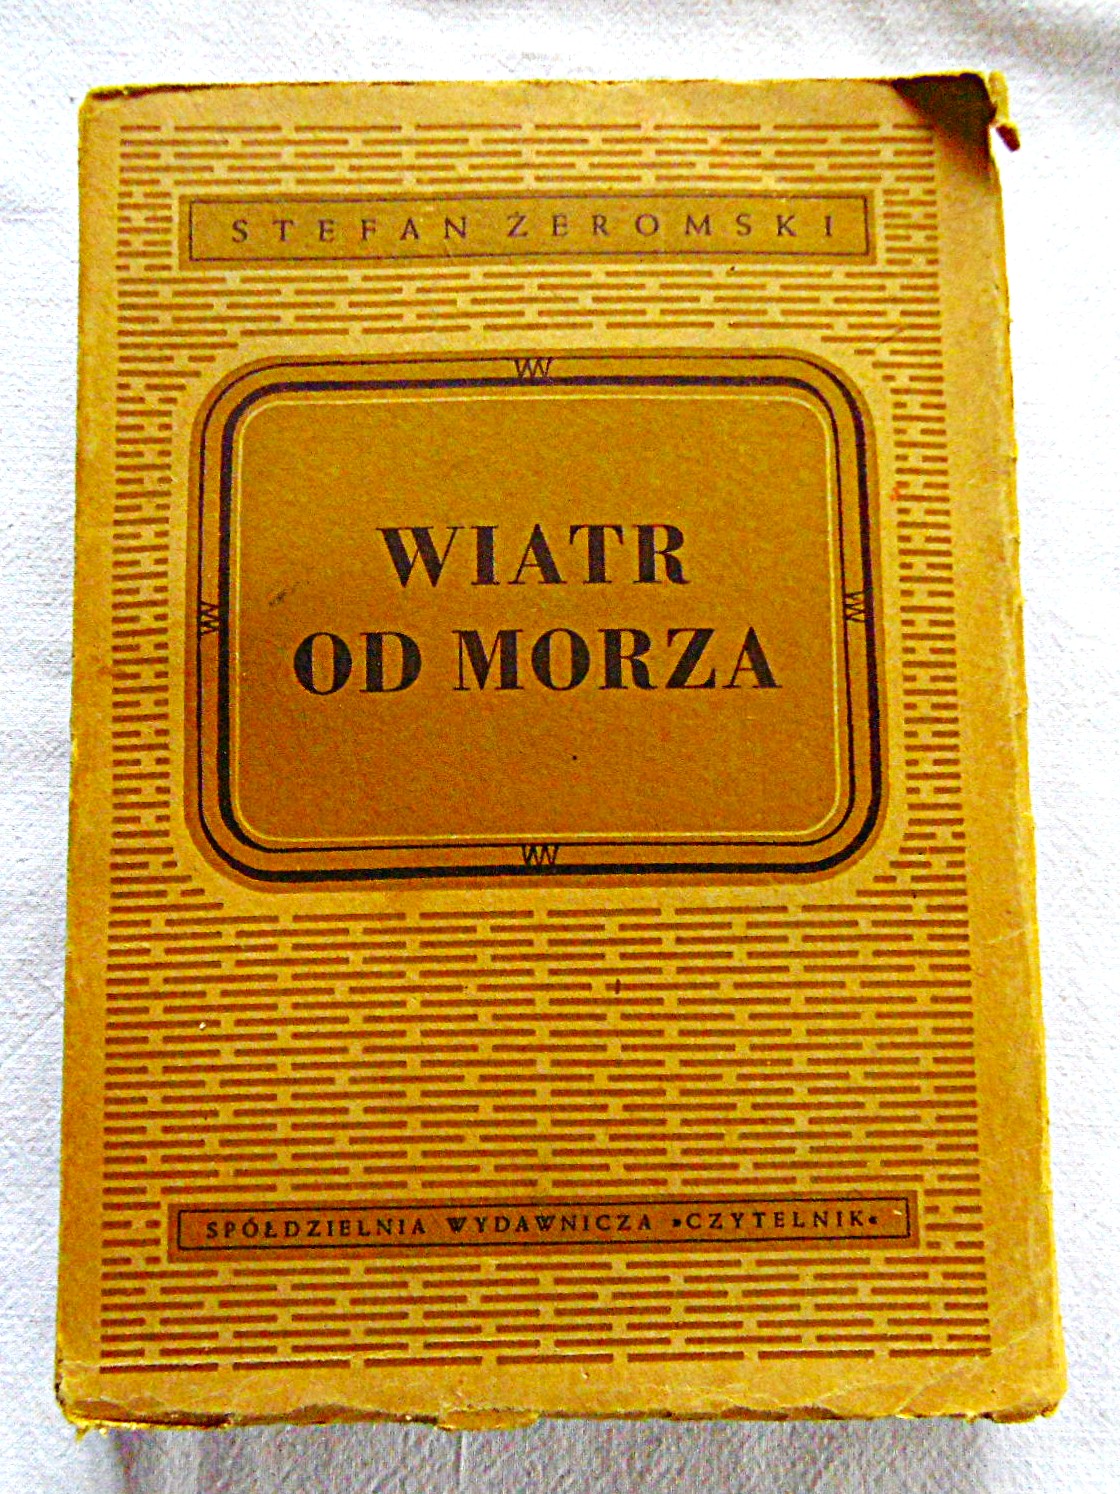 STEFAN ŻEROMSKI
WIATR
OD MORZA
SPÓŁDZIELNIA WYDAWNICZA »CZYTELNIK«